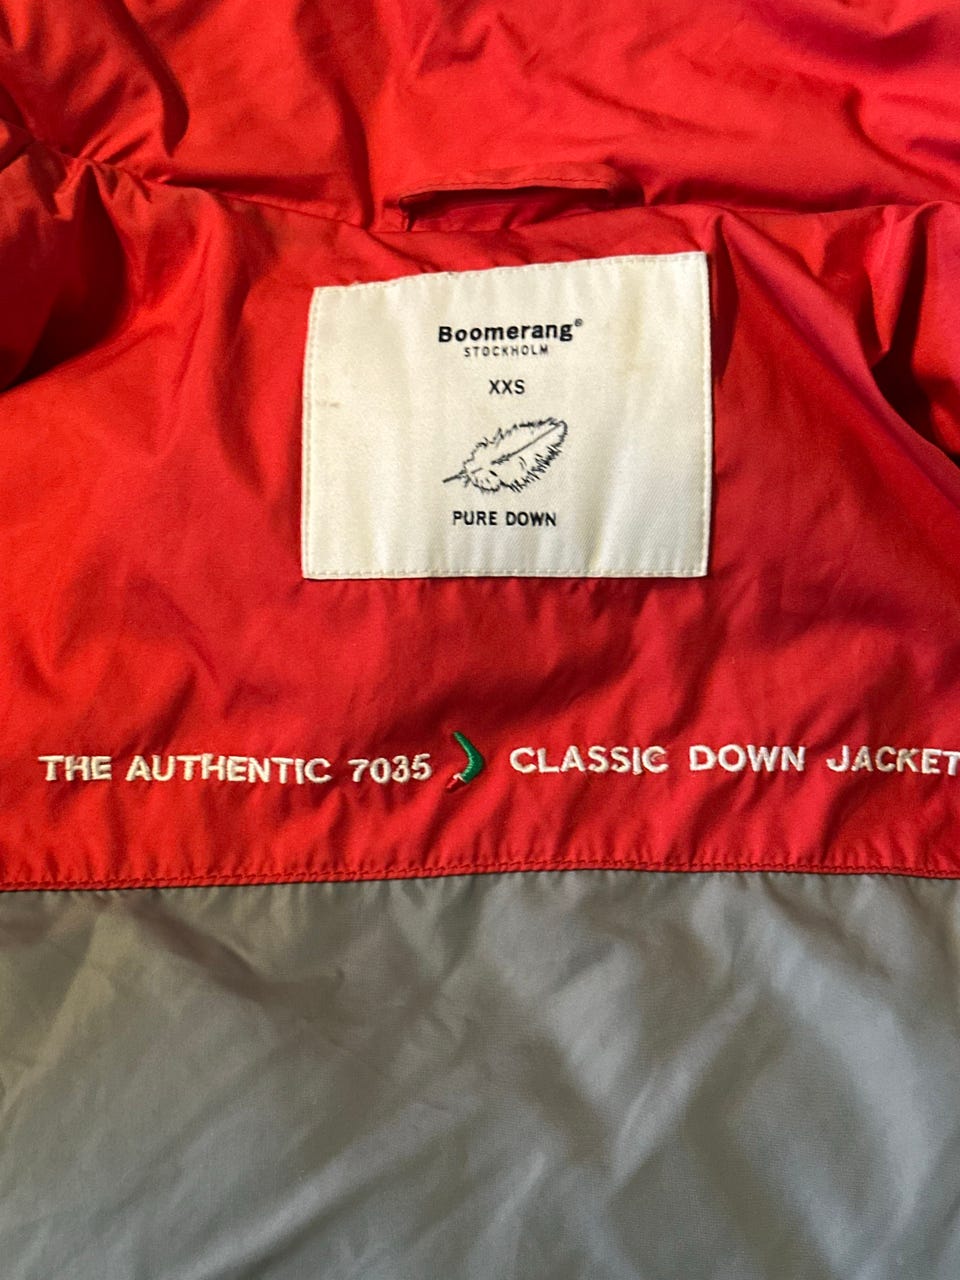 Boomerang®
STOCKHOLM
XXS
PURE DOWN
THE AUTHENTIC 7035 CLASSIC DOWN JACKET